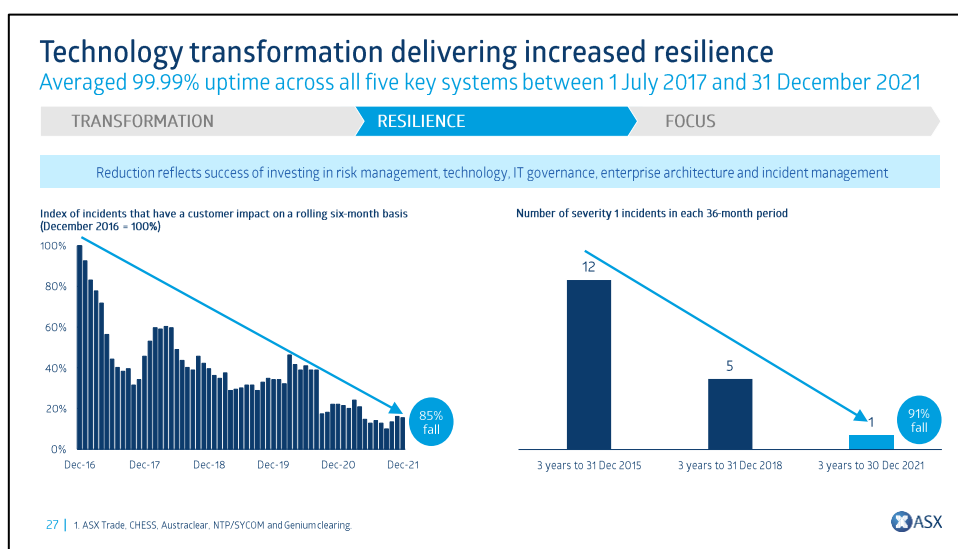 Technology transformation delivering increased resilience
Averaged 99.99% uptime across all five key systems between 1 July 2017 and 31 December 2021
TRANSFORMATION
RESILIENCE
FOCUS
Reduction reflects success of investing in risk management, technology, IT governance, enterprise architecture and incident management
Index of incidents that have a customer impact on a rolling six-month basis
(December 2016 = 100%)
100%
80%
60%
40%
20%
0%
Dec-16
Dec-17
Dec-18
Dec-19
Dec-20
Dec-21
85%
fall
Number of severity 1 incidents in each 36-month period
12
5
1
91%
fall
3 years to 31 Dec 2015
3 years to 31 Dec 2018
3 years to 30 Dec 2021
27 | 1. ASX Trade, CHESS, Austraclear, NTP/SYCOM and Genium clearing.
ASX